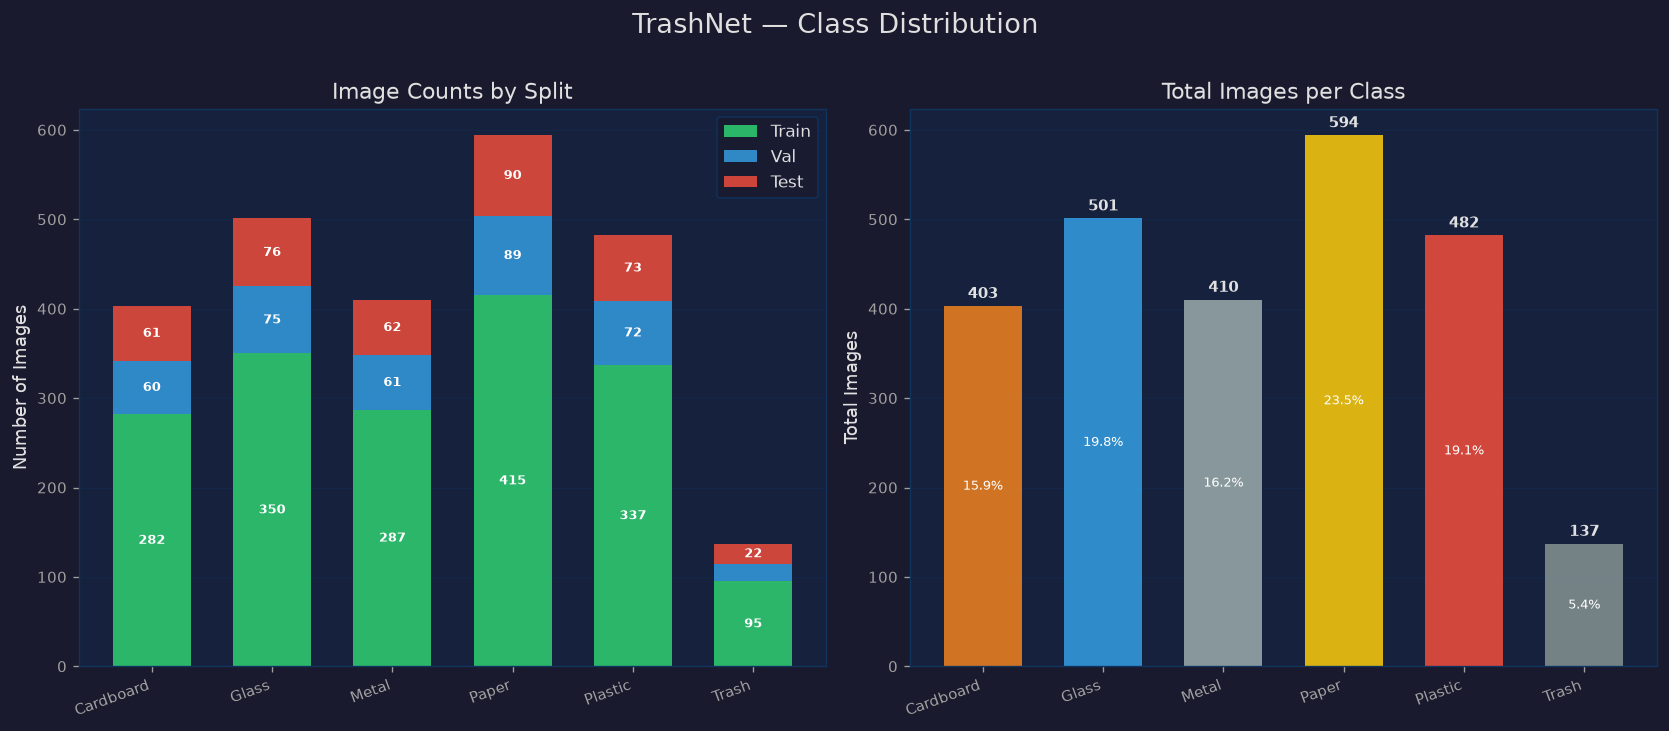 TrashNet — Class Distribution
Image Counts by Split
600
500
400
300
200
100
0
Number of Images
Train
Val
Test
61
60
282
76
75
350
62
61
287
90
89
415
73
72
337
22
95
Cardboard
Glass
Metal
Paper
Plastic
Trash
Total Images per Class
600
500
400
300
200
100
0
Total Images
403
15.9%
501
19.8%
410
16.2%
594
23.5%
482
19.1%
137
5.4%
Cardboard
Glass
Metal
Paper
Plastic
Trash